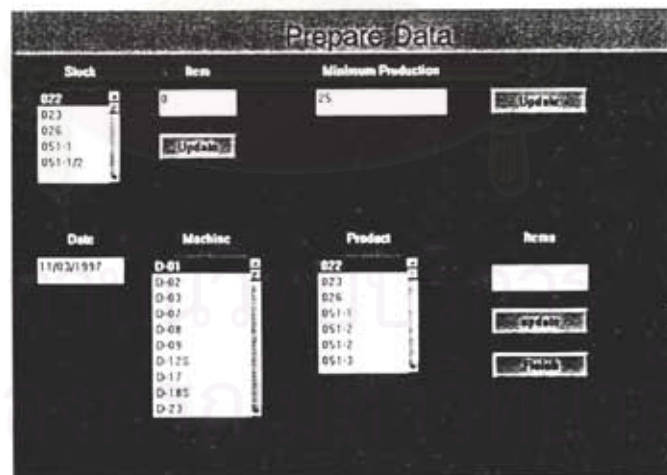 Prepare Data
Stock Item Minimum Production
022 0 25 Update
023
026
051-1
051-1/2
Update
Date Machine Product Items
11/03/1997 D-01 022
D-02 023
D-03 026
D-07 051-1
D-08 051-2
D-09 051-2
D-12S 051-3
D-17
D-18S
D-23
update
Finish